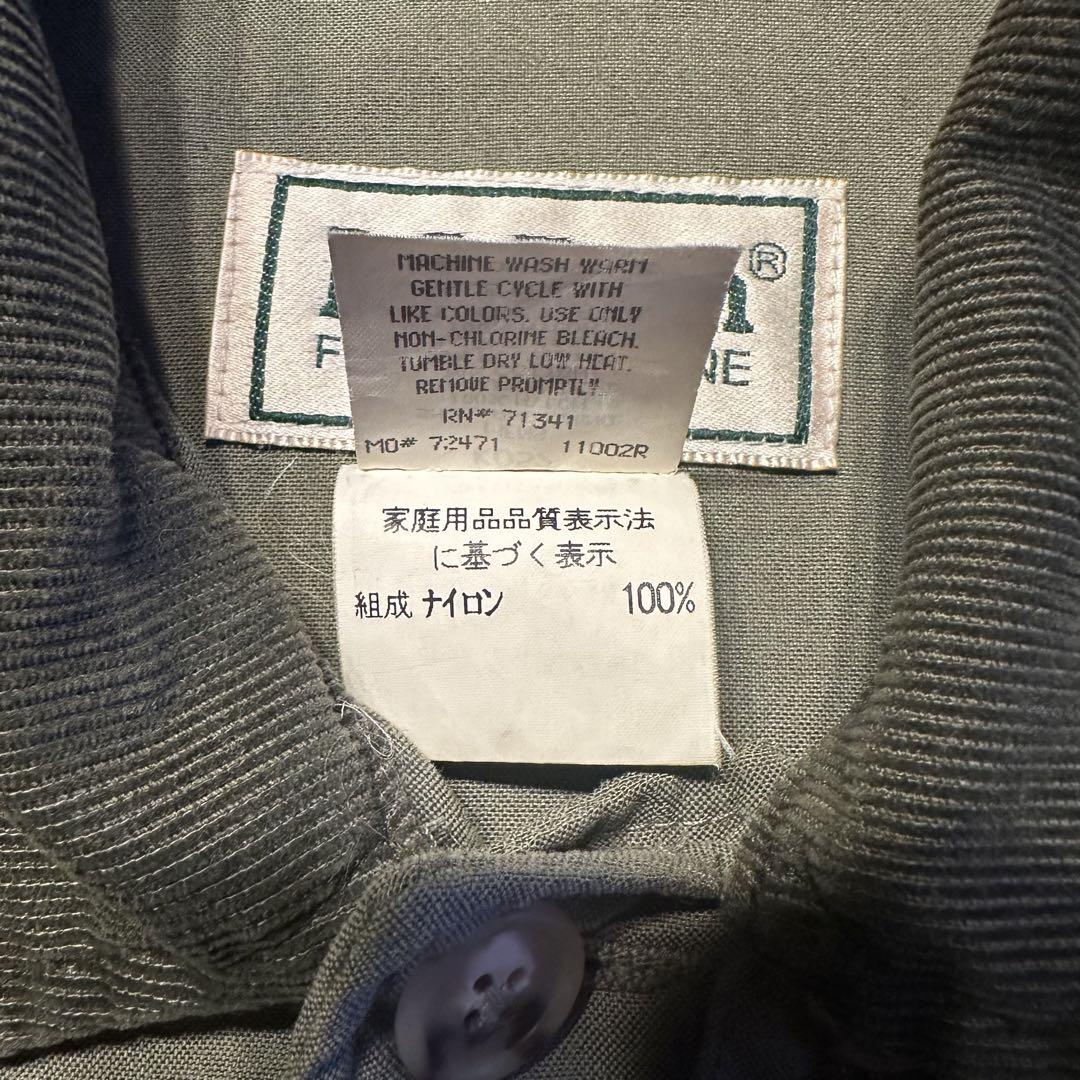 ®
MACHINE WASH WARM
GENTLE CYCLE WITH
LIKE COLORS. USE ONLY
NON-CHLORINE BLEACH.
TUMBLE DRY LOW HEAT.
REMOVE PROMPTLY.
RN# 71341
MO# 72471 11002R
家庭用品品質表示法
に基づく表示
組成 ナイロン 100%